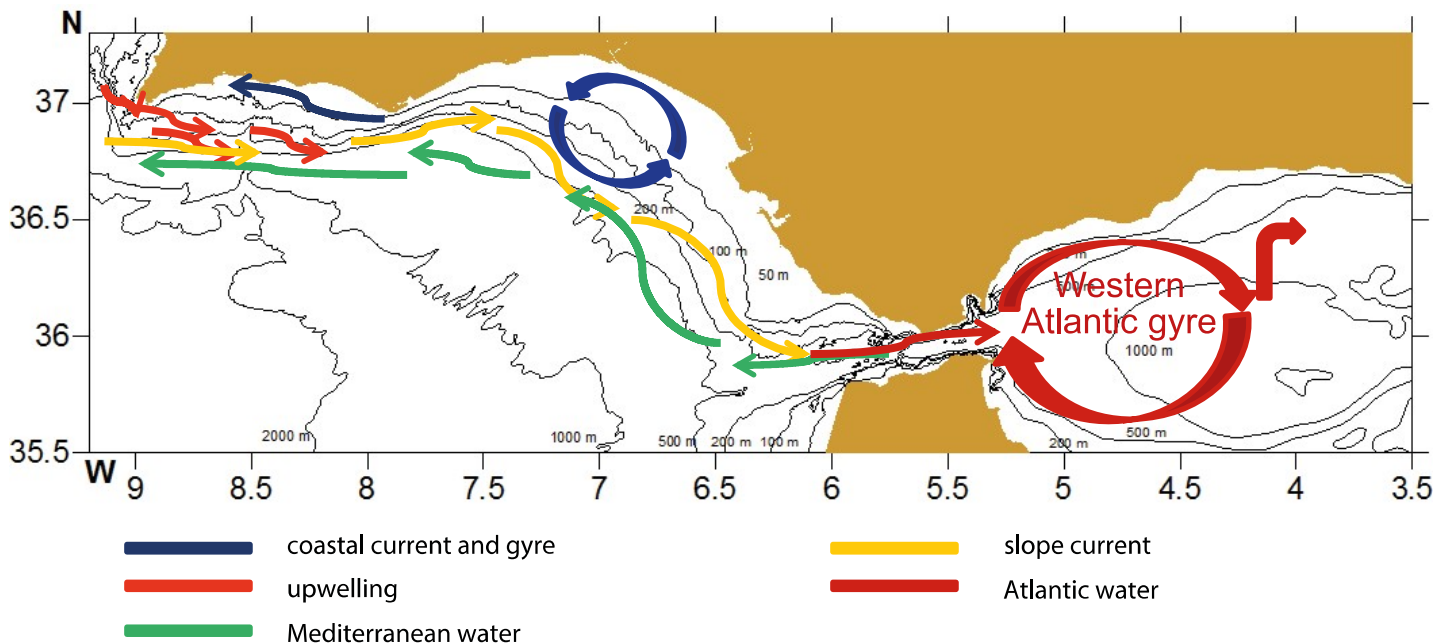 N
37
36.5
36
35.5
W
200 m
100 m
50 m
500 m
Western
Atlantic gyre
1000 m
2000 m
1000 m
500 m
200 m
100 m
200 m
500 m
9
8.5
8
7.5
7
6.5
6
5.5
5
4.5
4
3.5
coastal current and gyre
slope current
upwelling
Atlantic water
Mediterranean water